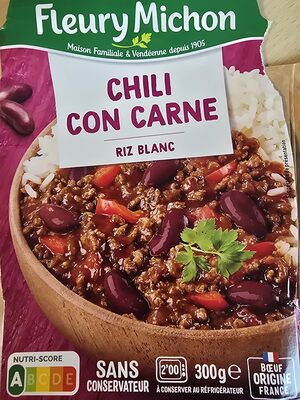 Fleury Michon
Maison Familiale & Vendéenne depuis 1905
CHILI
CON CARNE
RIZ BLANC
NUTRI-SCORE
ABCDE
SANS
CONSERVATEUR
2'00
300g e
À CONSERVER AU RÉFRIGÉRATEUR
BŒUF
ORIGINE
FRANCE